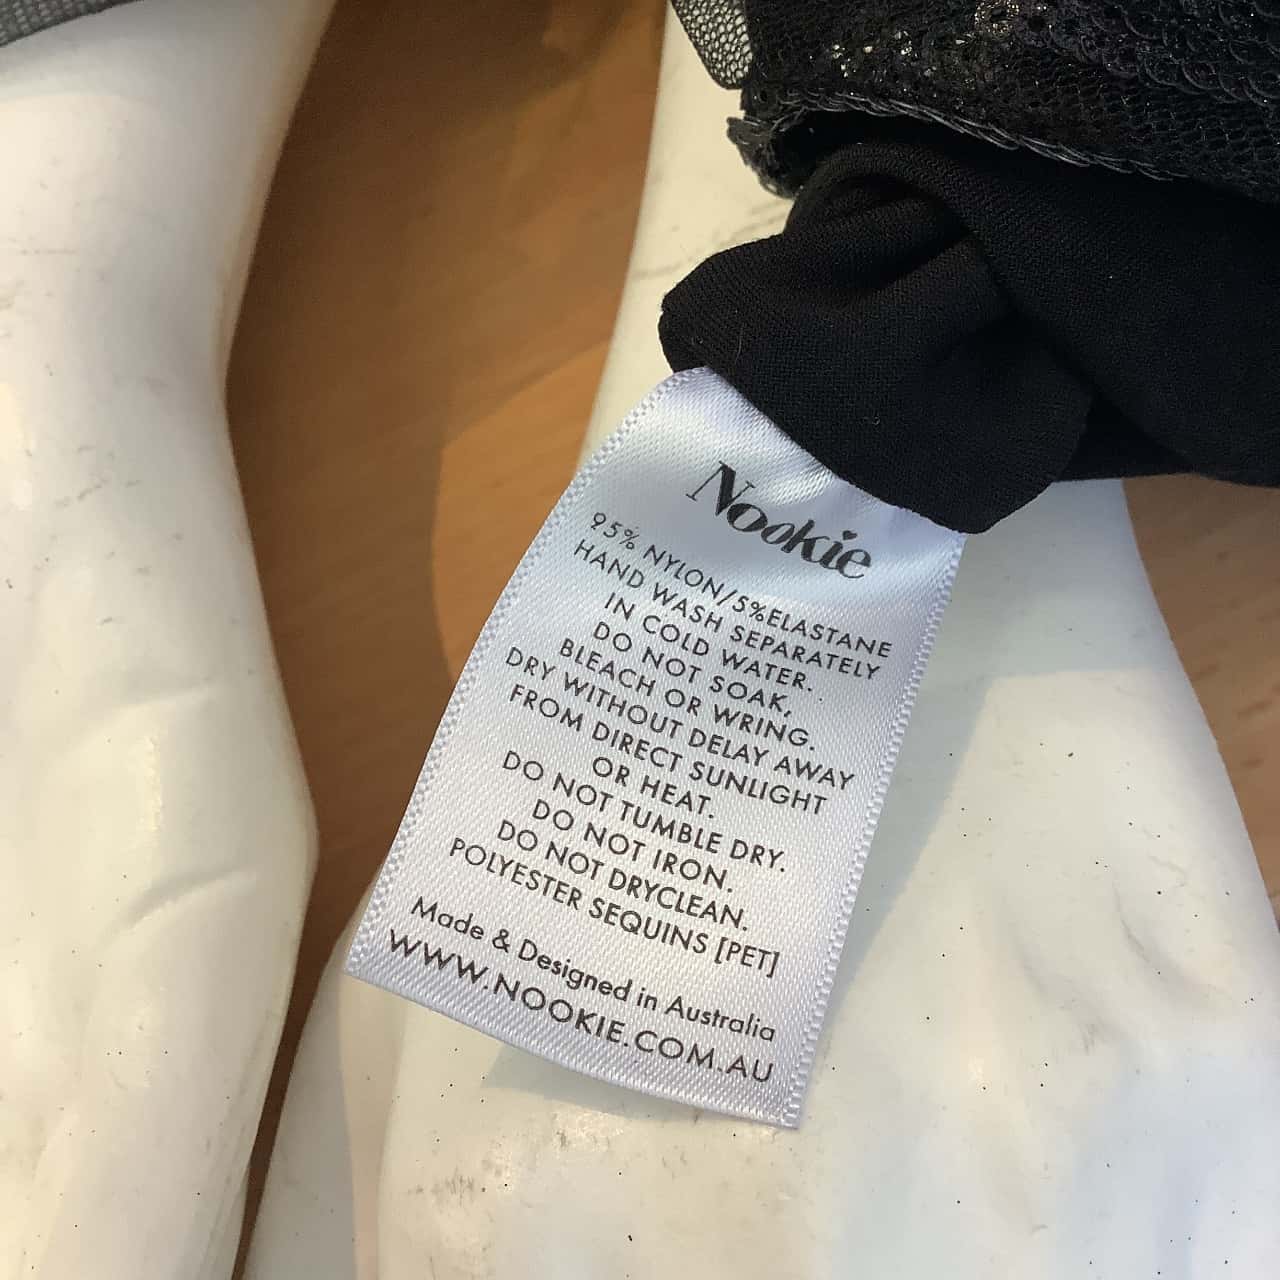 Nookie
95% NYLON/5%ELASTANE
HAND WASH SEPARATELY
IN COLD WATER.
DO NOT SOAK,
BLEACH OR WRING.
DRY WITHOUT DELAY AWAY
FROM DIRECT SUNLIGHT
OR HEAT.
DO NOT TUMBLE DRY.
DO NOT IRON.
DO NOT DRYCLEAN.
POLYESTER SEQUINS [PET]
Made & Designed in Australia
WWW.NOOKIE.COM.AU